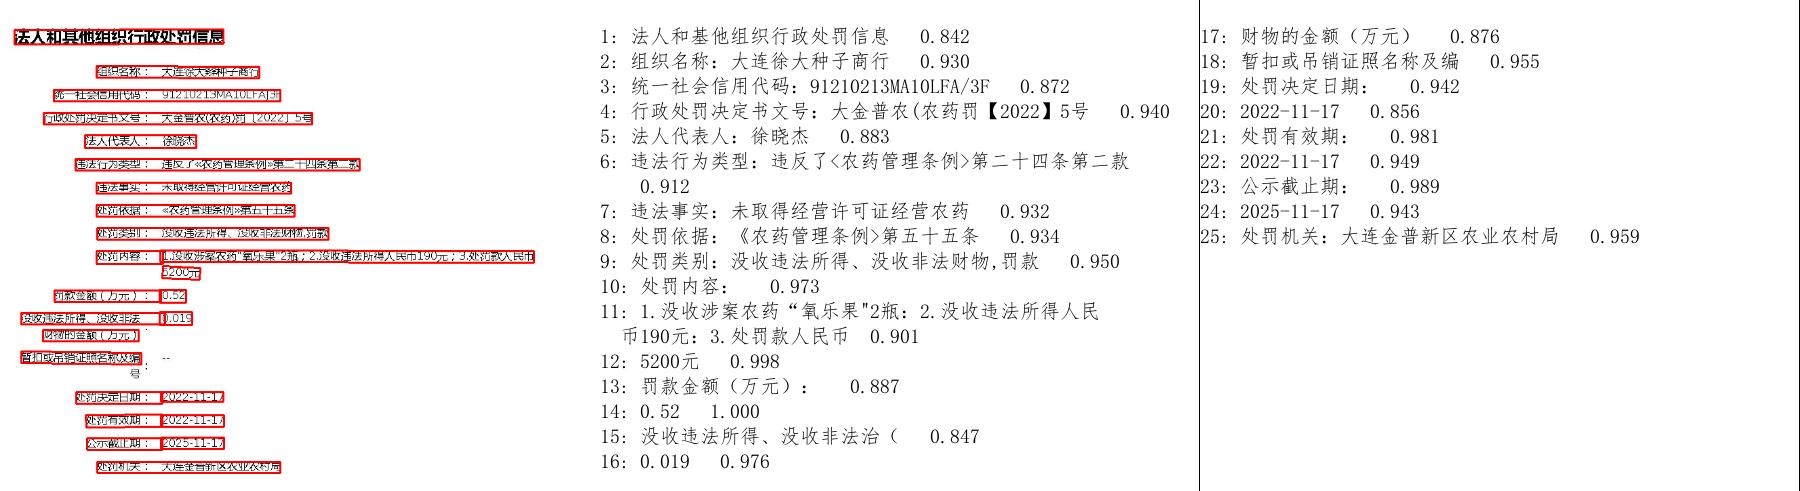 法人和其他组织行政处罚信息
组织名称： 大连徐大种子商行
统一社会信用代码： 91210213MA10LFAJ3F
行政处罚决定书文号： 大金普农(农药)罚〔2022〕5号
法人代表人： 徐晓杰
违法行为类型： 违反了«农药管理条例»第二十四条第二款
违法事实： 未取得经营许可证经营农药
处罚依据： «农药管理条例»第五十五条
处罚类别： 没收违法所得、没收非法财物,罚款
处罚内容： 1.没收涉案农药"氧乐果"2瓶；2.没收违法所得人民币190元；3.处罚款人民币
5200元
罚款金额（万元）： 0.52
没收违法所得、没收非法 0.019
财物的金额（万元）
：
暂扣或吊销证照名称及编 --
号
：
处罚决定日期： 2022-11-17
处罚有效期： 2022-11-17
公示截止期： 2025-11-17
处罚机关： 大连金普新区农业农村局
1: 法人和基他组织行政处罚信息 0.842
2: 组织名称：大连徐大种子商行 0.930
3: 统一社会信用代码：91210213MA10LFA/3F 0.872
4: 行政处罚决定书文号：大金普农(农药罚【2022】5号 0.940
5: 法人代表人：徐晓杰 0.883
6: 违法行为类型：违反了<农药管理条例>第二十四条第二款
0.912
7: 违法事实：未取得经营许可证经营农药 0.932
8: 处罚依据：《农药管理条例>第五十五条 0.934
9: 处罚类别：没收违法所得、没收非法财物,罚款 0.950
10: 处罚内容： 0.973
11: 1.没收涉案农药“氧乐果"2瓶：2.没收违法所得人民
币190元：3.处罚款人民币 0.901
12: 5200元 0.998
13: 罚款金额（万元）： 0.887
14: 0.52 1.000
15: 没收违法所得、没收非法治（ 0.847
16: 0.019 0.976
17: 财物的金额（万元） 0.876
18: 暂扣或吊销证照名称及编 0.955
19: 处罚决定日期： 0.942
20: 2022-11-17 0.856
21: 处罚有效期： 0.981
22: 2022-11-17 0.949
23: 公示截止期： 0.989
24: 2025-11-17 0.943
25: 处罚机关：大连金普新区农业农村局 0.959